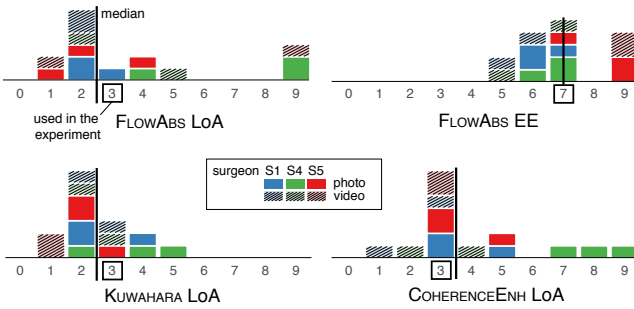 median
0 1 2 3 4 5 6 7 8 9
used in the
experiment
FLOWABS LOA
0 1 2 3 4 5 6 7 8 9
FLOWABS EE
surgeon S1 S4 S5
photo
video
0 1 2 3 4 5 6 7 8 9
KUWAHARA LOA
0 1 2 3 4 5 6 7 8 9
COHERENCEENH LOA